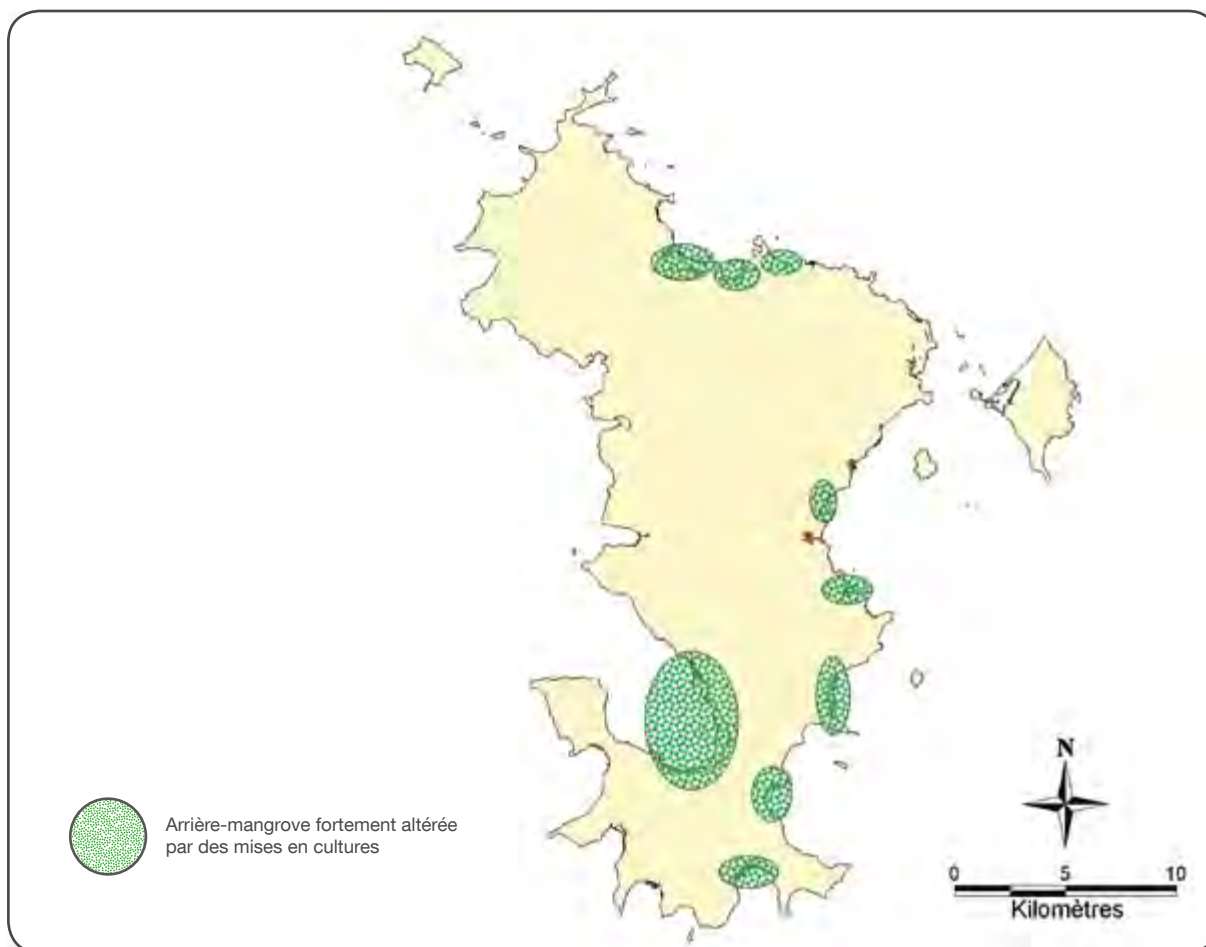 Arrière-mangrove fortement altérée
par des mises en cultures
N
0 5 10
Kilomètres